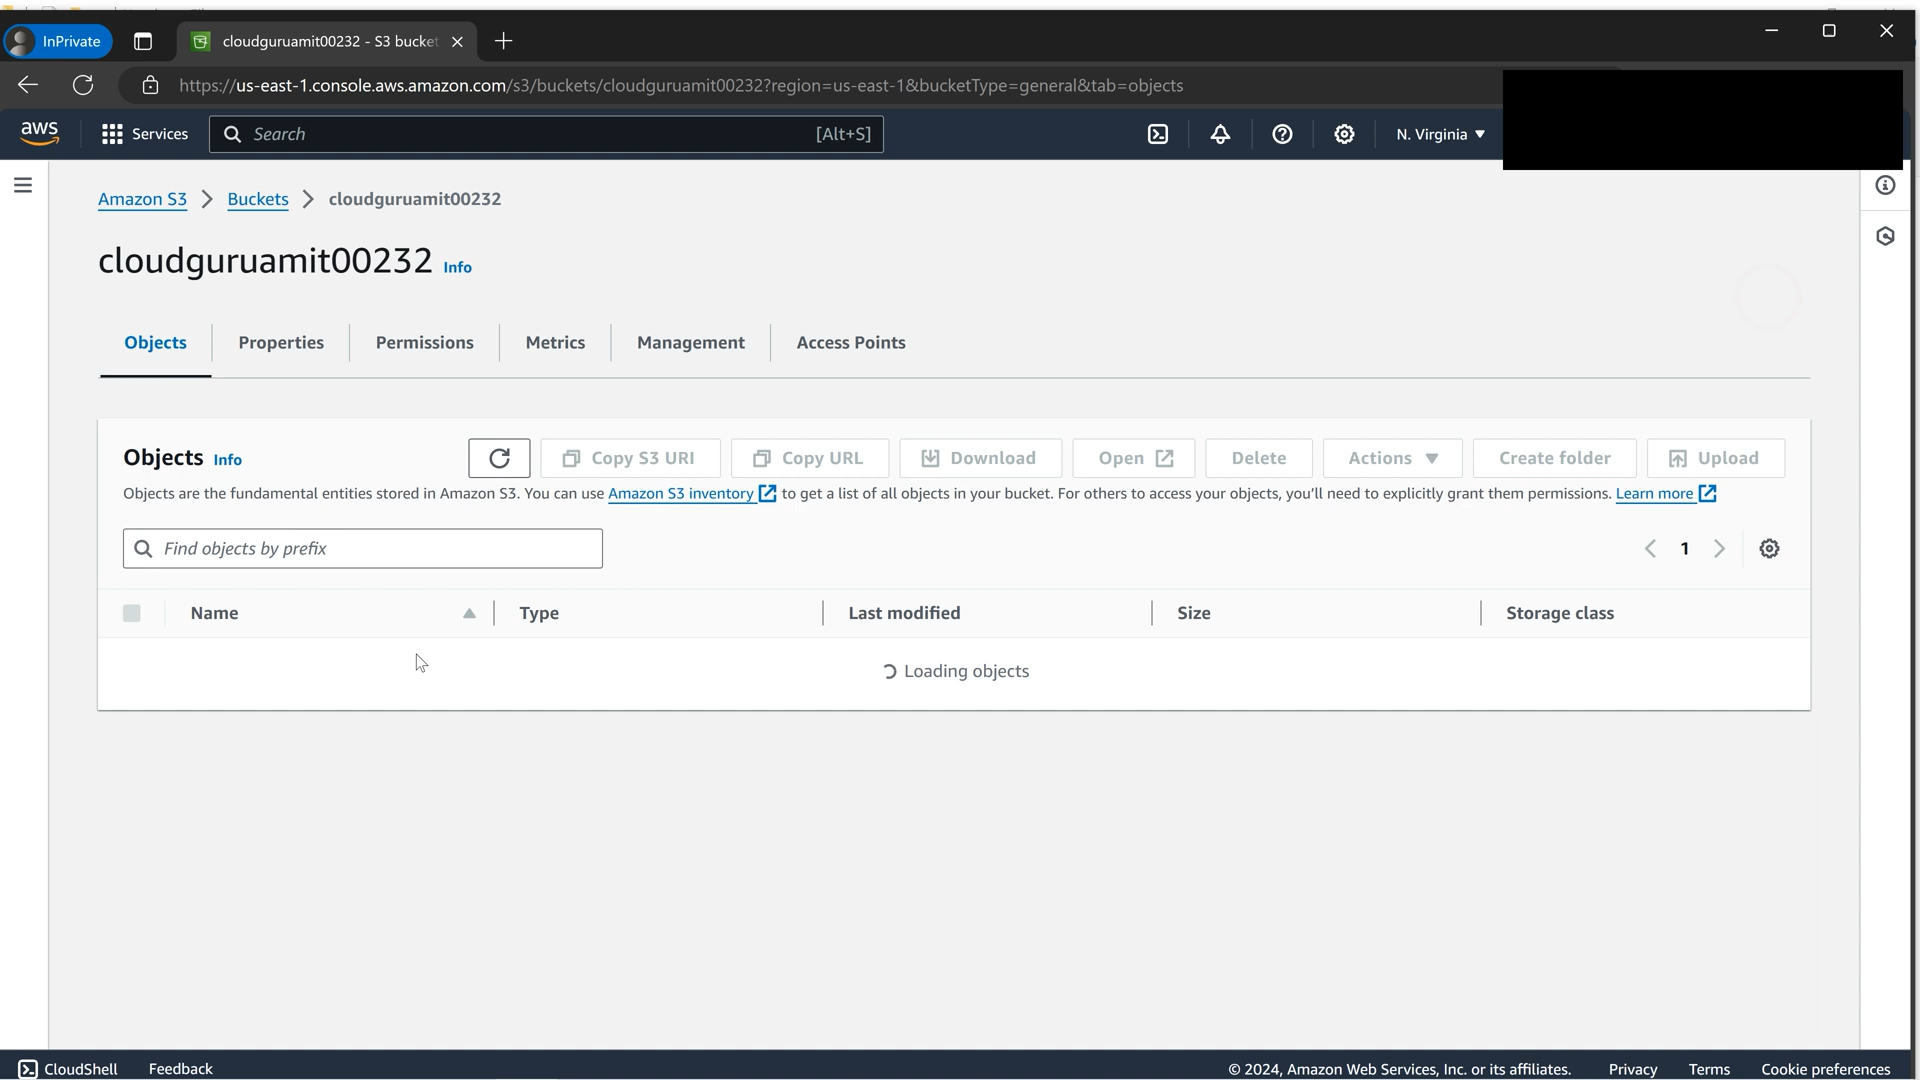 InPrivate
cloudguruamit00232 - S3 bucket
https://us-east-1.console.aws.amazon.com/s3/buckets/cloudguruamit00232?region=us-east-1&bucketType=general&tab=objects
aws
Services
Search
[Alt+S]
N. Virginia
Amazon S3
Buckets
cloudguruamit00232
cloudguruamit00232 Info
Objects
Properties
Permissions
Metrics
Management
Access Points
Objects Info
Copy S3 URI
Copy URL
Download
Open
Delete
Actions
Create folder
Upload
Objects are the fundamental entities stored in Amazon S3. You can use Amazon S3 inventory to get a list of all objects in your bucket. For others to access your objects, you'll need to explicitly grant them permissions. Learn more
Find objects by prefix
1
Name
Type
Last modified
Size
Storage class
Loading objects
CloudShell
Feedback
© 2024, Amazon Web Services, Inc. or its affiliates.
Privacy
Terms
Cookie preferences